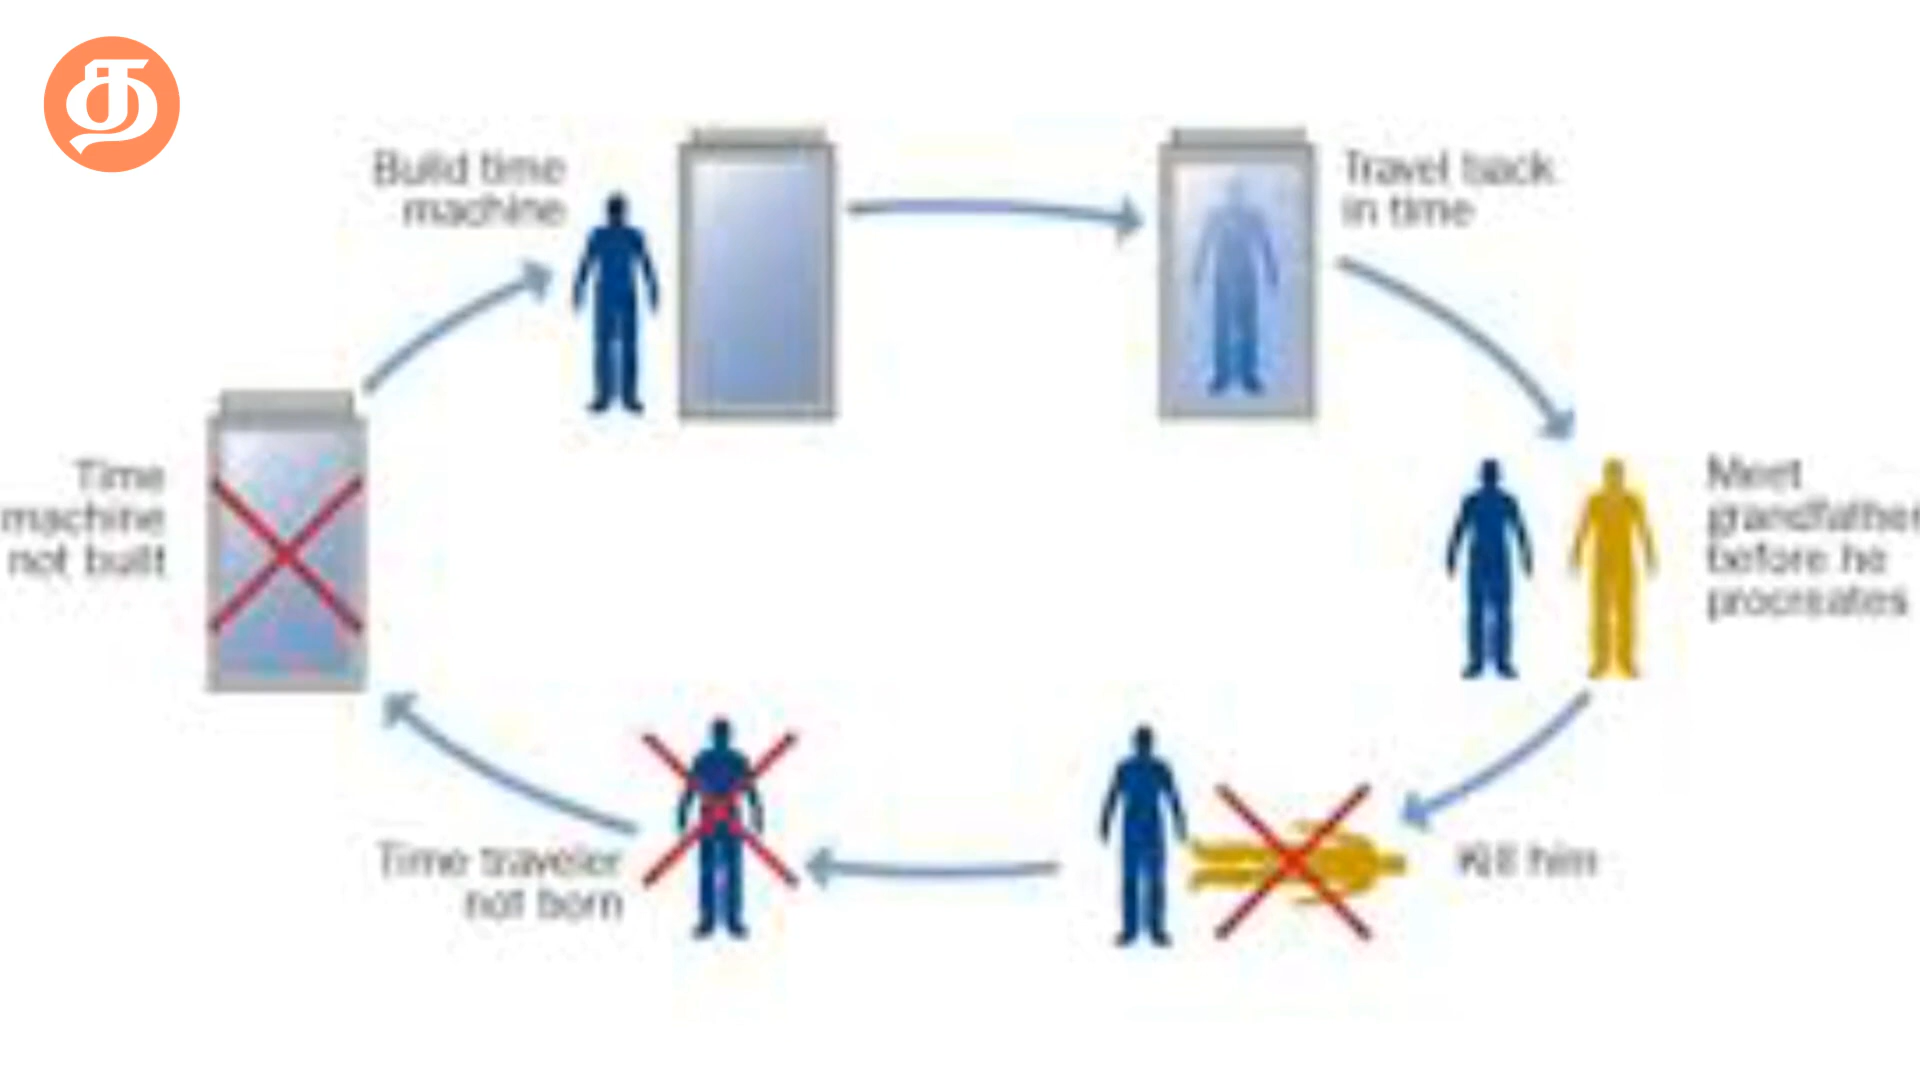 Build time
machine
Travel back
in time
Meet
grandfather
before he
procreates
Kill him
Time traveler
not born
Time
machine
not built